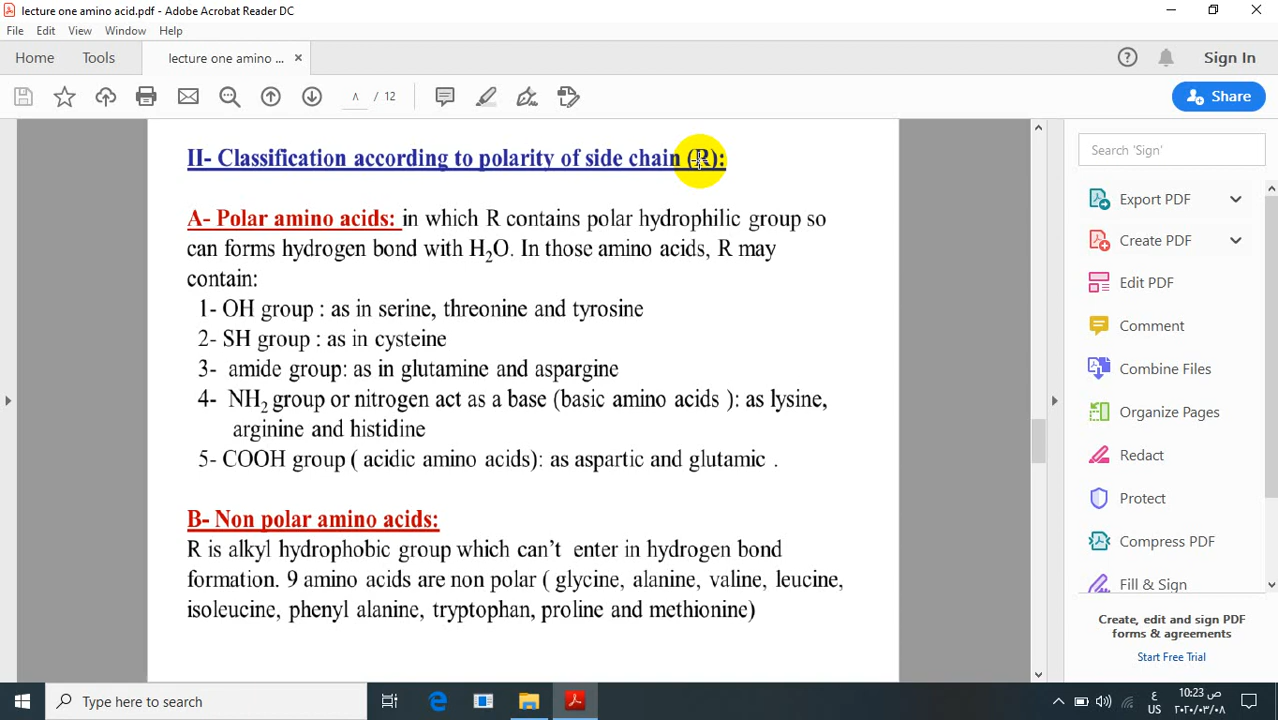 lecture one amino acid.pdf - Adobe Acrobat Reader DC
File Edit View Window Help
Home Tools lecture one amino ... Sign In
٨ / 12 Share
II- Classification according to polarity of side chain (R):
A- Polar amino acids: in which R contains polar hydrophilic group so
can forms hydrogen bond with H₂O. In those amino acids, R may
contain:
1- OH group : as in serine, threonine and tyrosine
2- SH group : as in cysteine
3- amide group: as in glutamine and aspargine
4- NH₂ group or nitrogen act as a base (basic amino acids ): as lysine,
arginine and histidine
5- COOH group ( acidic amino acids): as aspartic and glutamic .
B- Non polar amino acids:
R is alkyl hydrophobic group which can’t enter in hydrogen bond
formation. 9 amino acids are non polar ( glycine, alanine, valine, leucine,
isoleucine, phenyl alanine, tryptophan, proline and methionine)
Search 'Sign'
Export PDF
Create PDF
Edit PDF
Comment
Combine Files
Organize Pages
Redact
Protect
Compress PDF
Fill & Sign
Create, edit and sign PDF
forms & agreements
Start Free Trial
Type here to search
ع
US
10:23 ص
٢٠٢٠/٠٣/٠٨